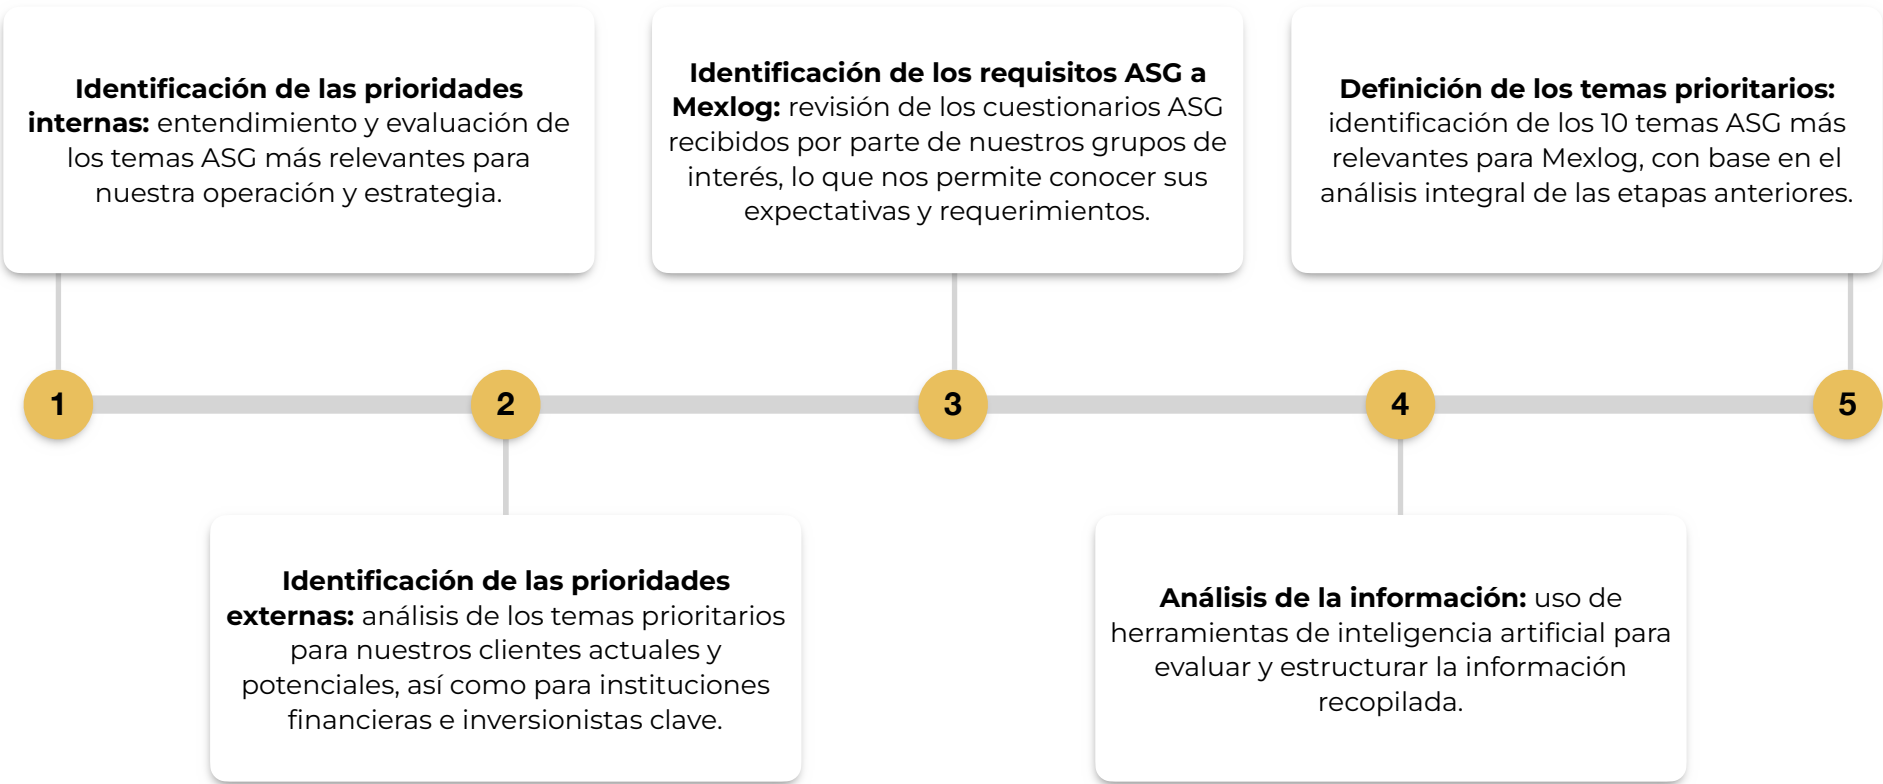 Identificación de las prioridades
internas: entendimiento y evaluación de
los temas ASG más relevantes para
nuestra operación y estrategia.
Identificación de los requisitos ASG a
Mexlog: revisión de los cuestionarios ASG
recibidos por parte de nuestros grupos de
interés, lo que nos permite conocer sus
expectativas y requerimientos.
Definición de los temas prioritarios:
identificación de los 10 temas ASG más
relevantes para Mexlog, con base en el
análisis integral de las etapas anteriores.
1
2
3
4
5
Identificación de las prioridades
externas: análisis de los temas prioritarios
para nuestros clientes actuales y
potenciales, así como para instituciones
financieras e inversionistas clave.
Análisis de la información: uso de
herramientas de inteligencia artificial para
evaluar y estructurar la información
recopilada.